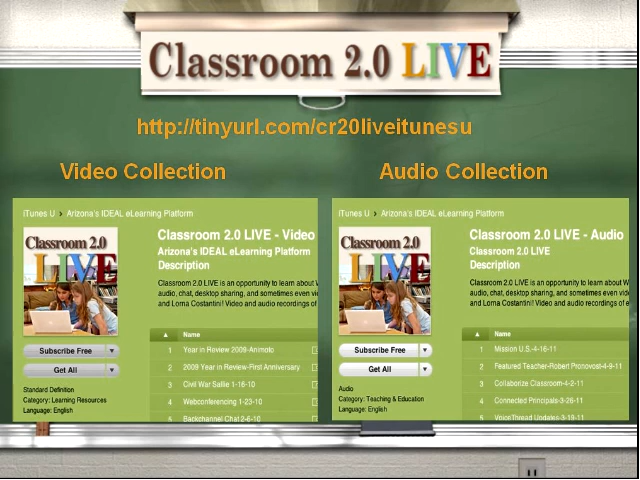 Classroom 2.0 LIVE
http://tinyurl.com/cr20liveitunesu
Video Collection
Audio Collection
iTunes U > Arizona's IDEAL eLearning Platform
Classroom 2.0
LIVE
Classroom 2.0 LIVE - Video
Arizona's IDEAL eLearning Platform
Description
Classroom 2.0 LIVE is an opportunity to learn about W
audio, chat, desktop sharing, and sometimes even vi
and Lorna Costantini! Video and audio recordings of
Subscribe Free
Get All
Standard Definition
Category: Learning Resources
Language: English
Name
1 Year in Review 2009-Animoto
2 2009 Year in Review-First Anniversary
3 Civil War Sallie 1-16-10
4 Webconferencing 1-23-10
5 Backchannel Chat 2-6-10
iTunes U > Arizona's IDEAL eLearning Platform
Classroom 2.0
LIVE
Classroom 2.0 LIVE - Audio
Classroom 2.0 LIVE
Description
Classroom 2.0 LIVE is an opportunity to learn about W
audio, chat, desktop sharing, and sometimes even vid
and Lorna Costantini! Video and audio recordings of e
Subscribe Free
Get All
Audio
Category: Teaching & Education
Language: English
Name
1 Mission U.S.-4-16-11
2 Featured Teacher-Robert Pronovost-4-9-11
3 Collaborize Classroom-4-2-11
4 Connected Principals-3-26-11
5 VoiceThread Updates-3-19-11